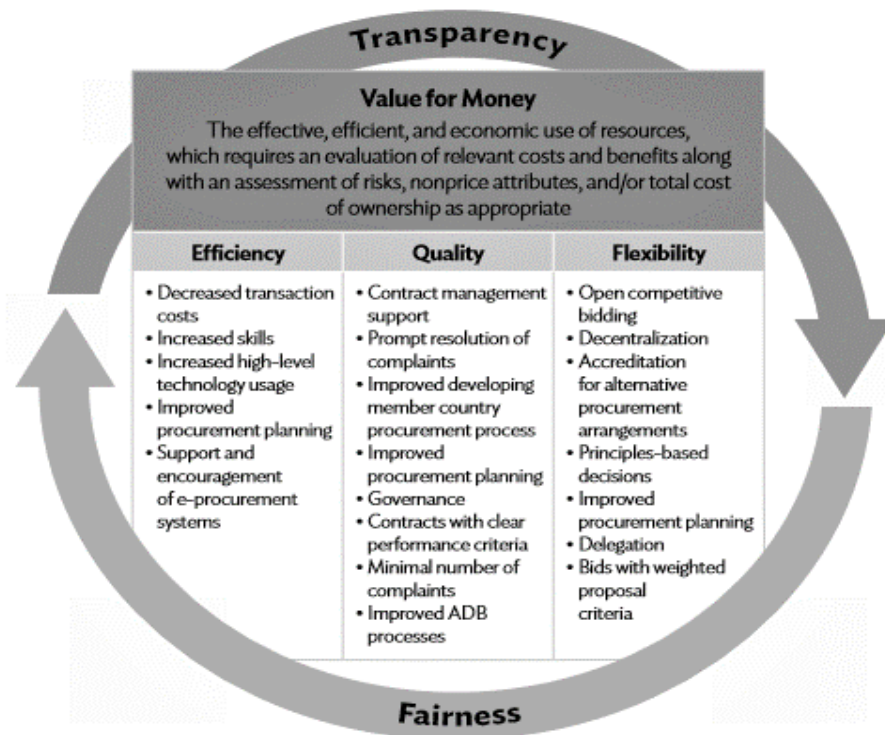 Transparency
Value for Money
The effective, efficient, and economic use of resources,
which requires an evaluation of relevant costs and benefits along
with an assessment of risks, nonprice attributes, and/or total cost
of ownership as appropriate
Efficiency
• Decreased transaction
costs
• Increased skills
• Increased high-level
technology usage
• Improved
procurement planning
• Support and
encouragement
of e-procurement
systems
Quality
• Contract management
support
• Prompt resolution of
complaints
• Improved developing
member country
procurement process
• Improved
procurement planning
• Governance
• Contracts with clear
performance criteria
• Minimal number of
complaints
• Improved ADB
processes
Flexibility
• Open competitive
bidding
• Decentralization
• Accreditation
for alternative
procurement
arrangements
• Principles-based
decisions
• Improved
procurement planning
• Delegation
• Bids with weighted
proposal
criteria
Fairness